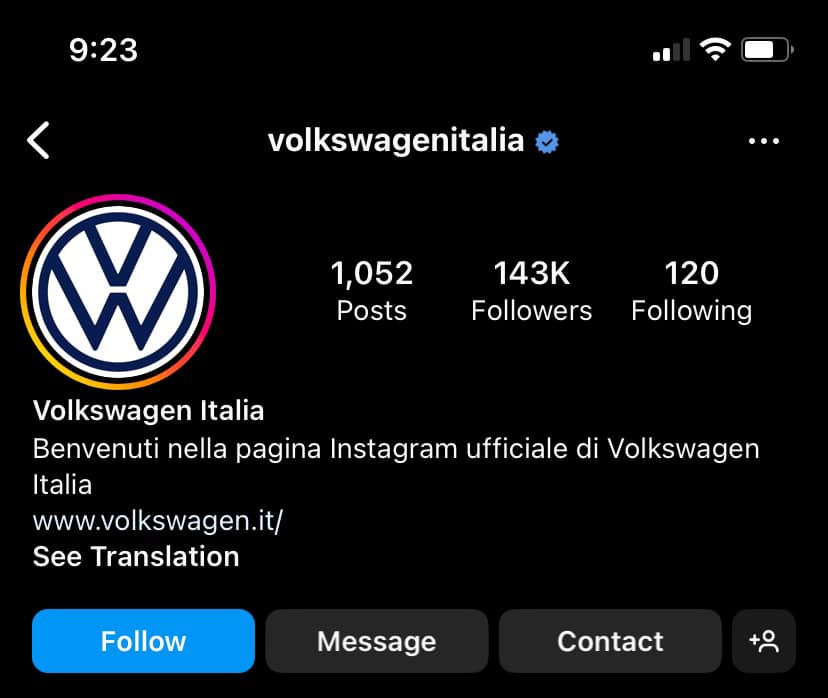 9:23
volkswagenitalia
1,052
143K
120
Posts
Followers
Following
Volkswagen Italia
Benvenuti nella pagina Instagram ufficiale di Volkswagen
Italia
www.volkswagen.it/
See Translation
Follow
Message
Contact